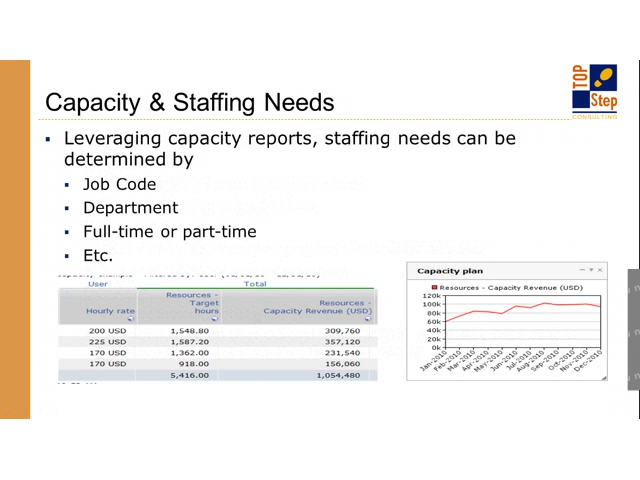 TOP
Step
CONSULTING
Capacity & Staffing Needs
Leveraging capacity reports, staffing needs can be
determined by
Job Code
Department
Full-time or part-time
Etc.
User Total
Hourly rate Resources - Target hours Resources - Capacity Revenue (USD)
200 USD 1,548.80 309,760
225 USD 1,587.20 357,120
170 USD 1,362.00 231,540
170 USD 918.00 156,060
5,416.00 1,054,480
Capacity plan
Resources - Capacity Revenue (USD)
120k
100k
80k
60k
40k
20k
0k
Jan-2010 Feb-2010 Mar-2010 Apr-2010 May-2010 Jun-2010 Jul-2010 Aug-2010 Sep-2010 Oct-2010 Nov-2010 Dec-2010